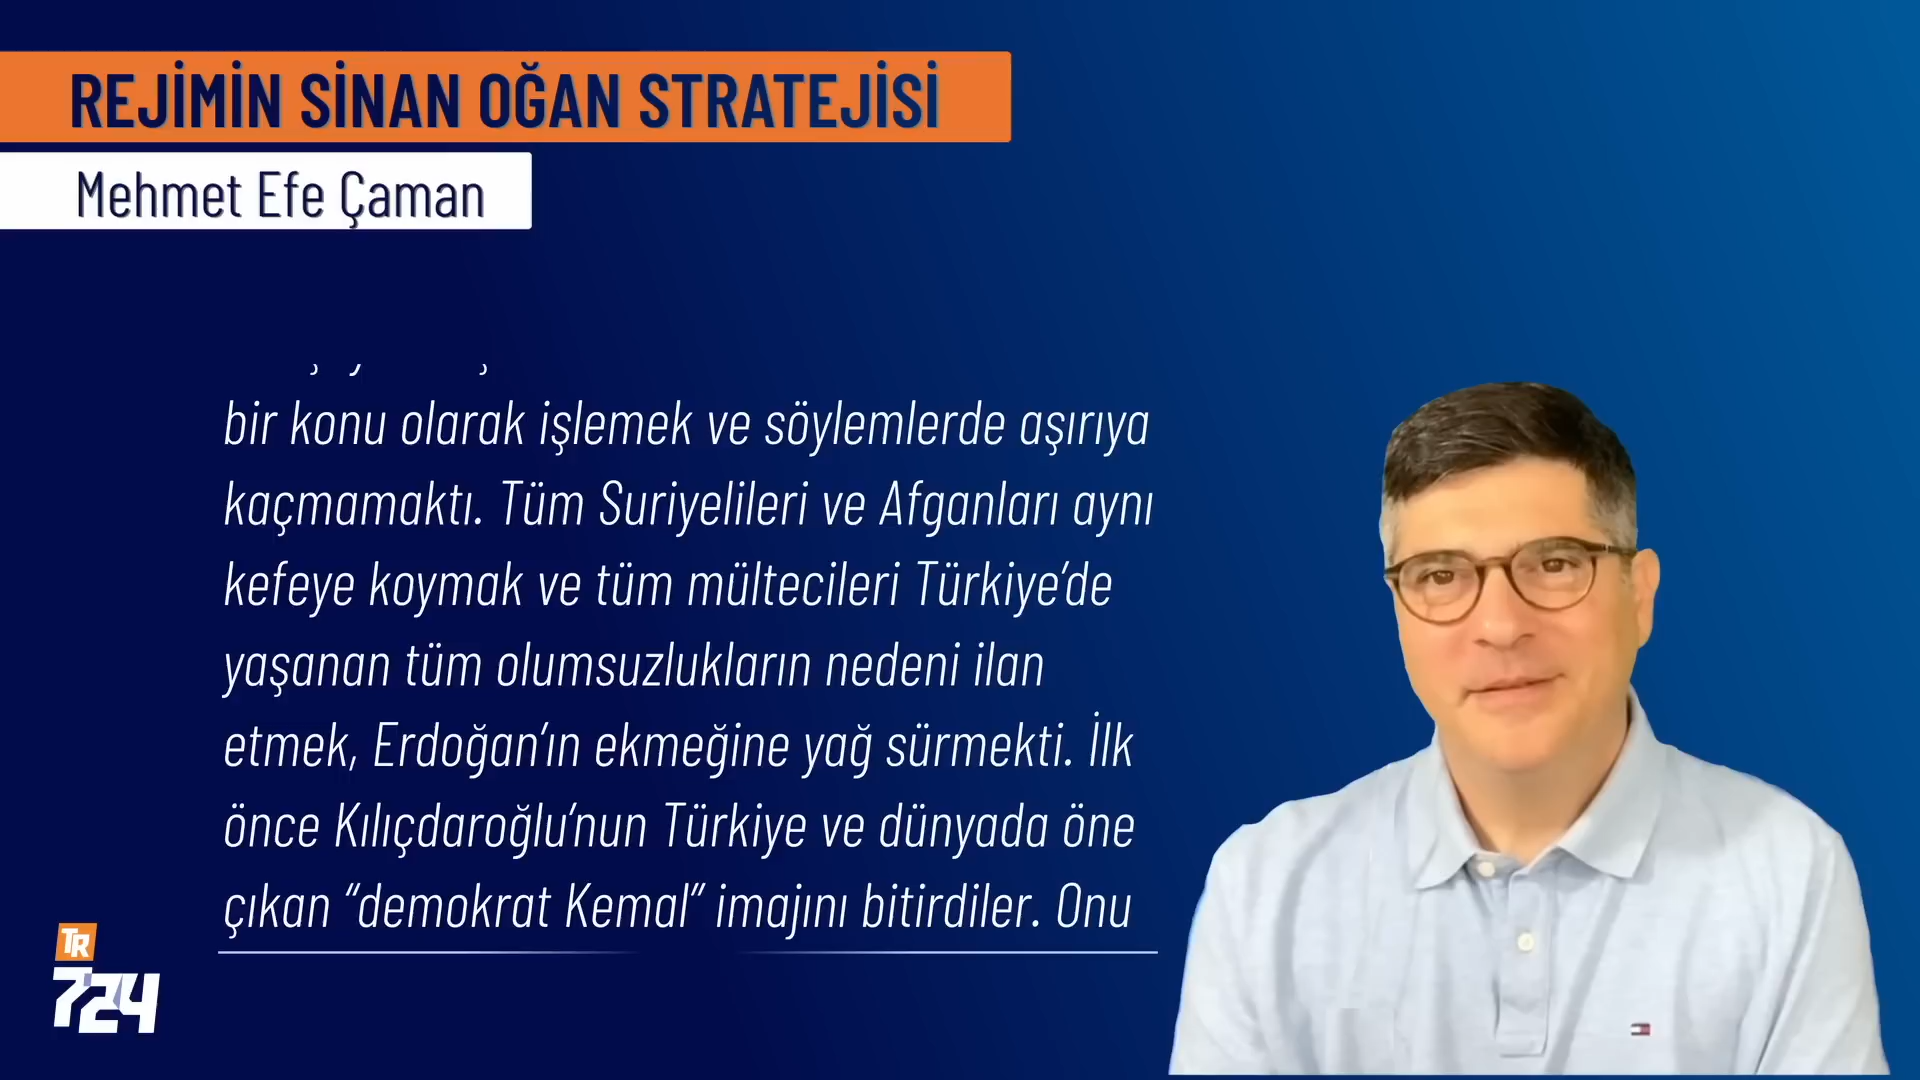 REJİMİN SİNAN OĞAN STRATEJİSİ
Mehmet Efe Çaman
bir konu olarak işlemek ve söylemlerde aşırıya
kaçmamaktı. Tüm Suriyelileri ve Afganları aynı
kefeye koymak ve tüm mültecileri Türkiye’de
yaşanan tüm olumsuzlukların nedeni ilan
etmek, Erdoğan’ın ekmeğine yağ sürmekti. İlk
önce Kılıçdaroğlu’nun Türkiye ve dünyada öne
çıkan “demokrat Kemal” imajını bitirdiler. Onu
TR
724